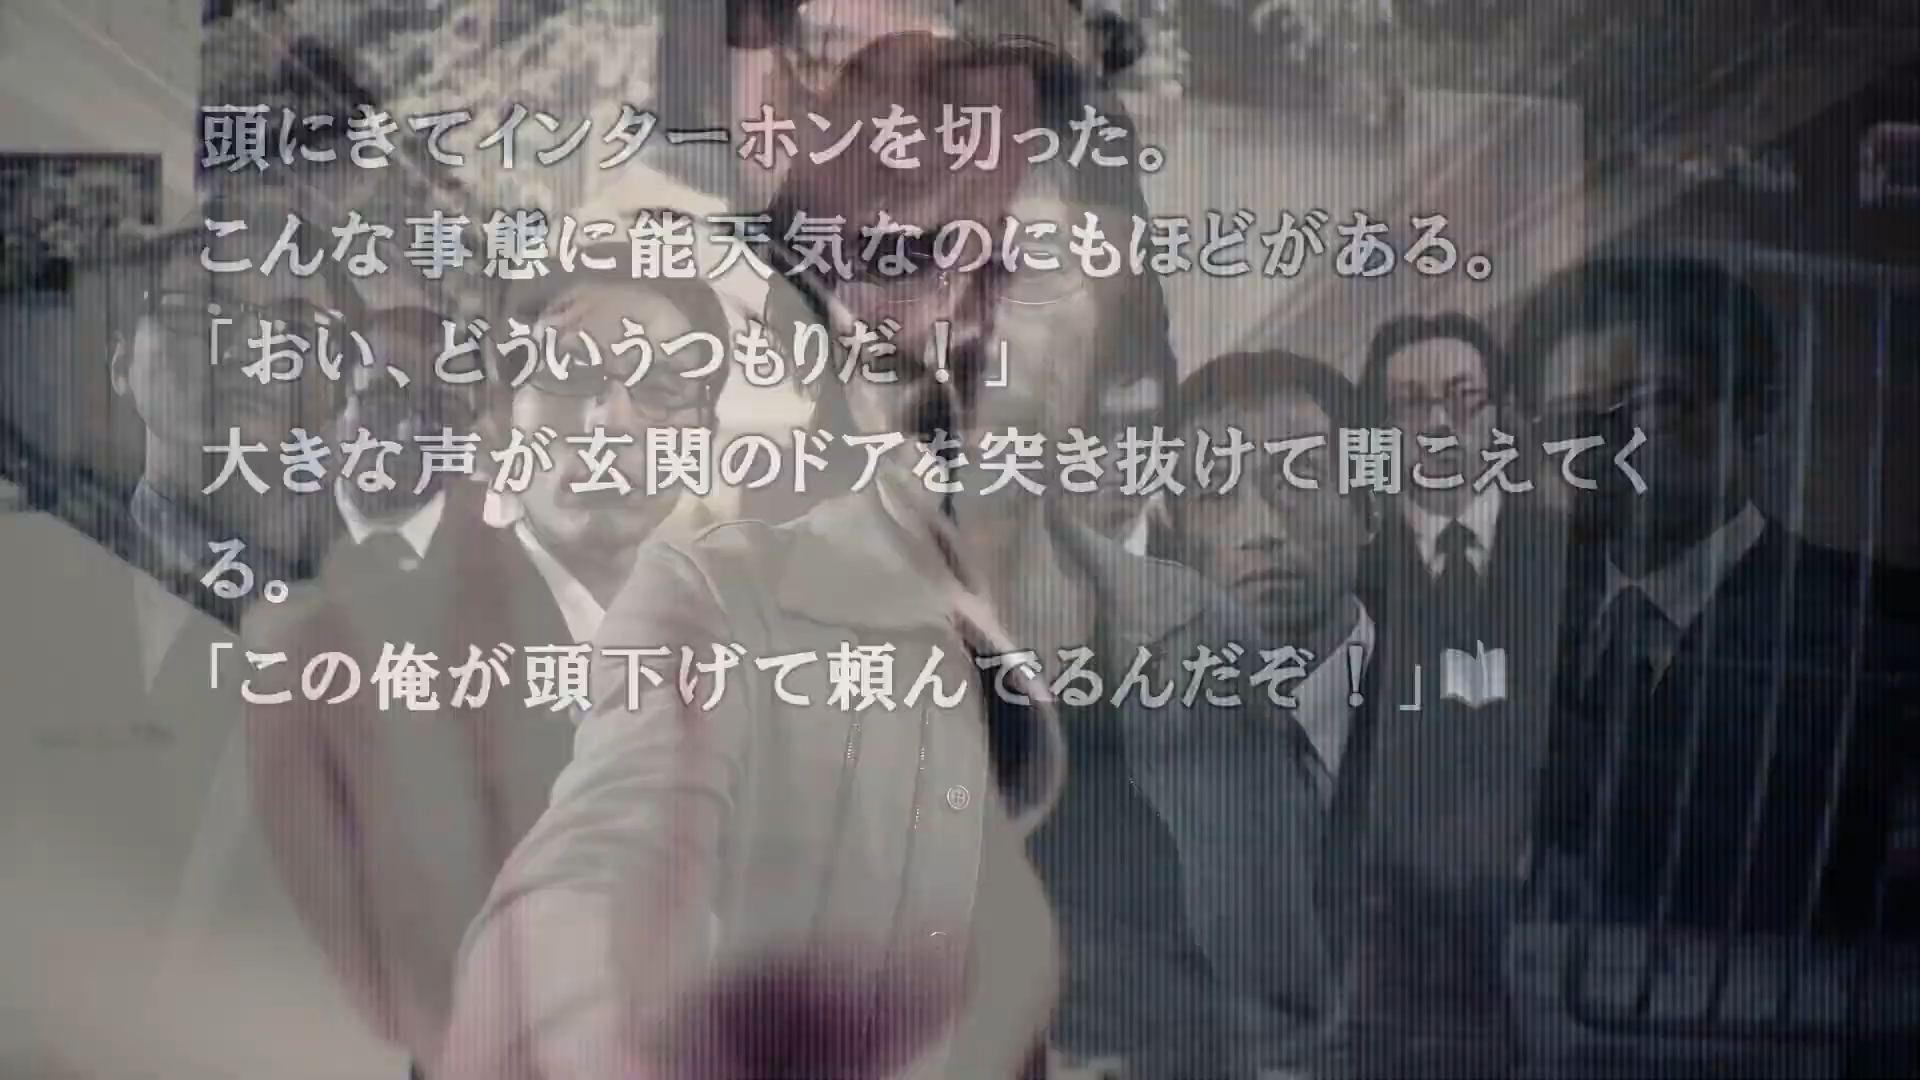 頭にきてインターホンを切った。
こんな事態に能天気なのにもほどがある。
「おい、どういうつもりだ！」
大きな声が玄関のドアを突き抜けて聞こえてく
る。
「この俺が頭下げて頼んでるんだぞ！」